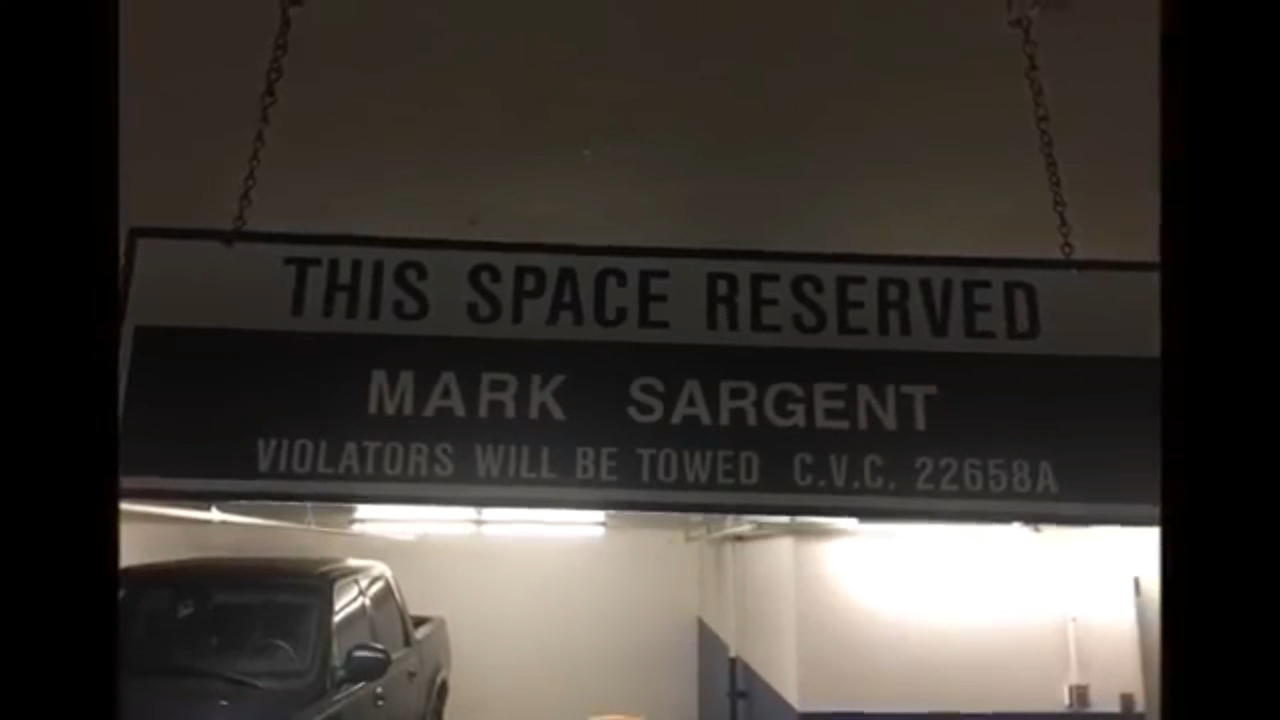 THIS SPACE RESERVED
MARK SARGENT
VIOLATORS WILL BE TOWED C.V.C. 22658A